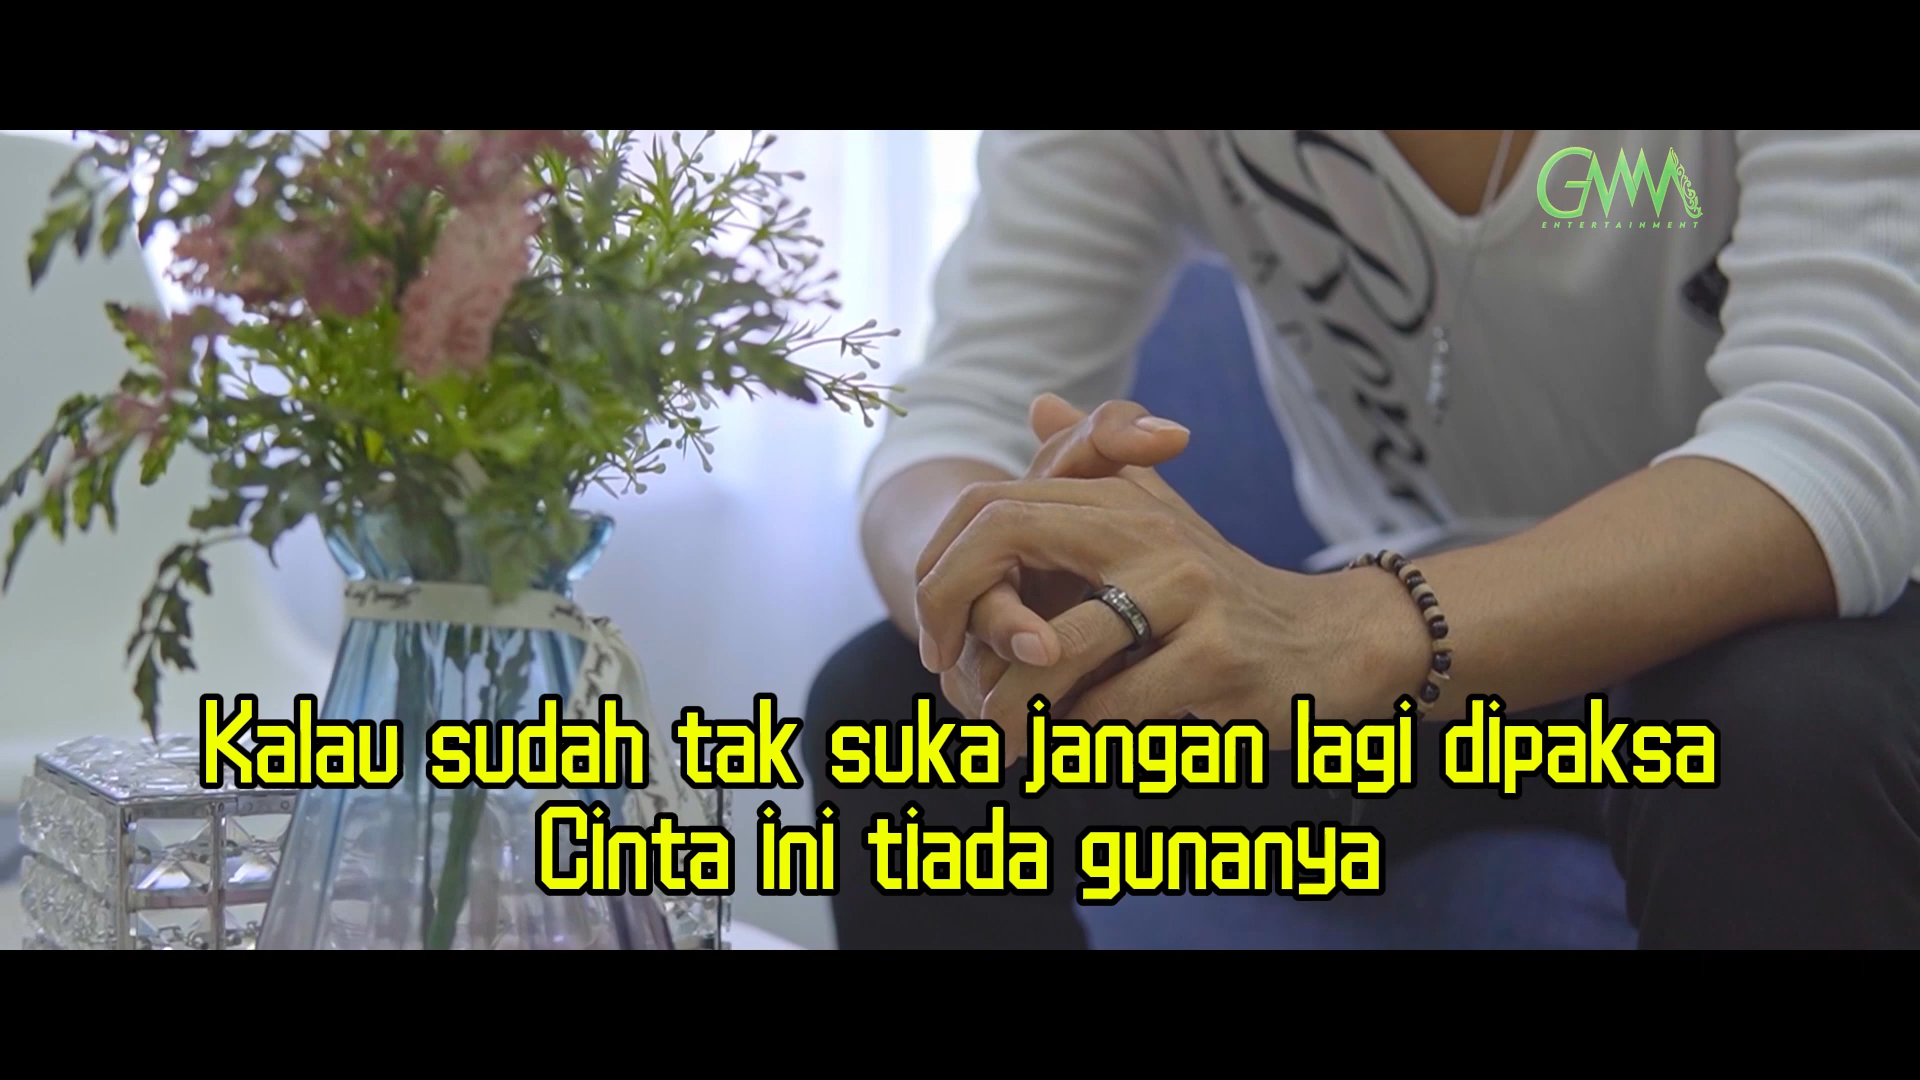 GMM
ENTERTAINMENT
Kalau sudah tak suka jangan lagi dipaksa
Cinta ini tiada gunanya